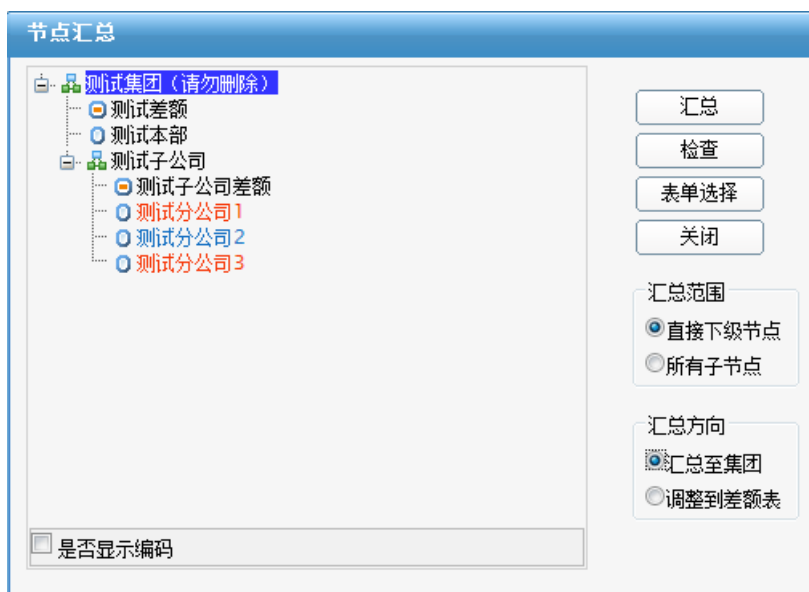 节点汇总
测试集团（请勿删除）
测试差额
测试本部
测试子公司
测试子公司差额
测试分公司1
测试分公司2
测试分公司3
是否显示编码
汇总
检查
表单选择
关闭
汇总范围
直接下级节点
所有子节点
汇总方向
汇总至集团
调整到差额表